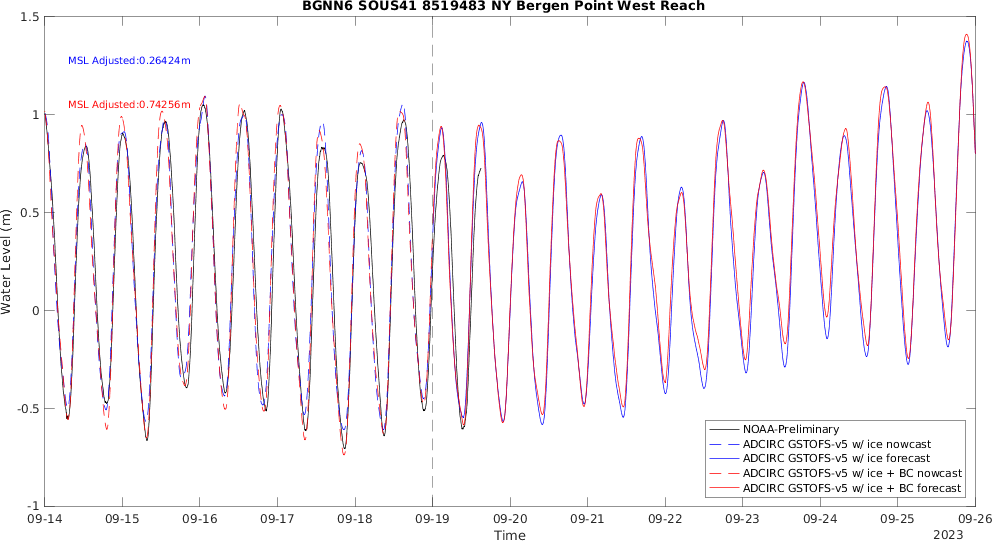 BGNN6 SOUS41 8519483 NY Bergen Point West Reach
MSL Adjusted:0.26424m
MSL Adjusted:0.74256m
Water Level (m)
1.5
1
0.5
0
-0.5
-1
NOAA-Preliminary
ADCIRC GSTOFS-v5 w/ ice nowcast
ADCIRC GSTOFS-v5 w/ ice forecast
ADCIRC GSTOFS-v5 w/ ice + BC nowcast
ADCIRC GSTOFS-v5 w/ ice + BC forecast
09-14 09-15 09-16 09-17 09-18 09-19 09-20 09-21 09-22 09-23 09-24 09-25 09-26
Time
2023